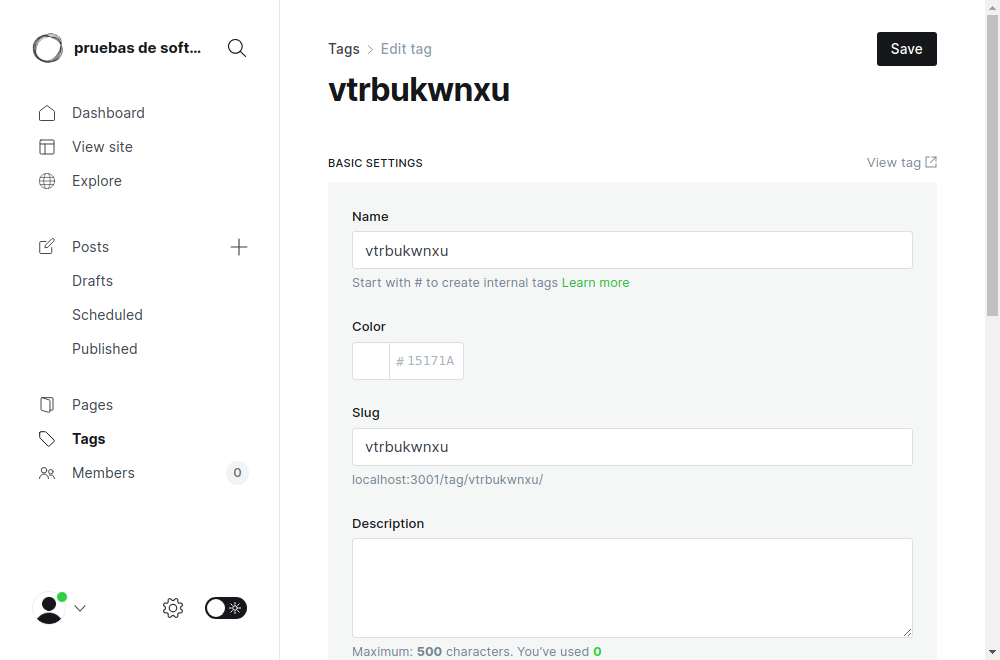 pruebas de soft...
Dashboard
View site
Explore
Posts
Drafts
Scheduled
Published
Pages
Tags
Members
0
Tags > Edit tag
Save
vtrbukwnxu
BASIC SETTINGS
View tag
Name
vtrbukwnxu
Start with # to create internal tags Learn more
Color
# 15171A
Slug
vtrbukwnxu
localhost:3001/tag/vtrbukwnxu/
Description
Maximum: 500 characters. You've used 0